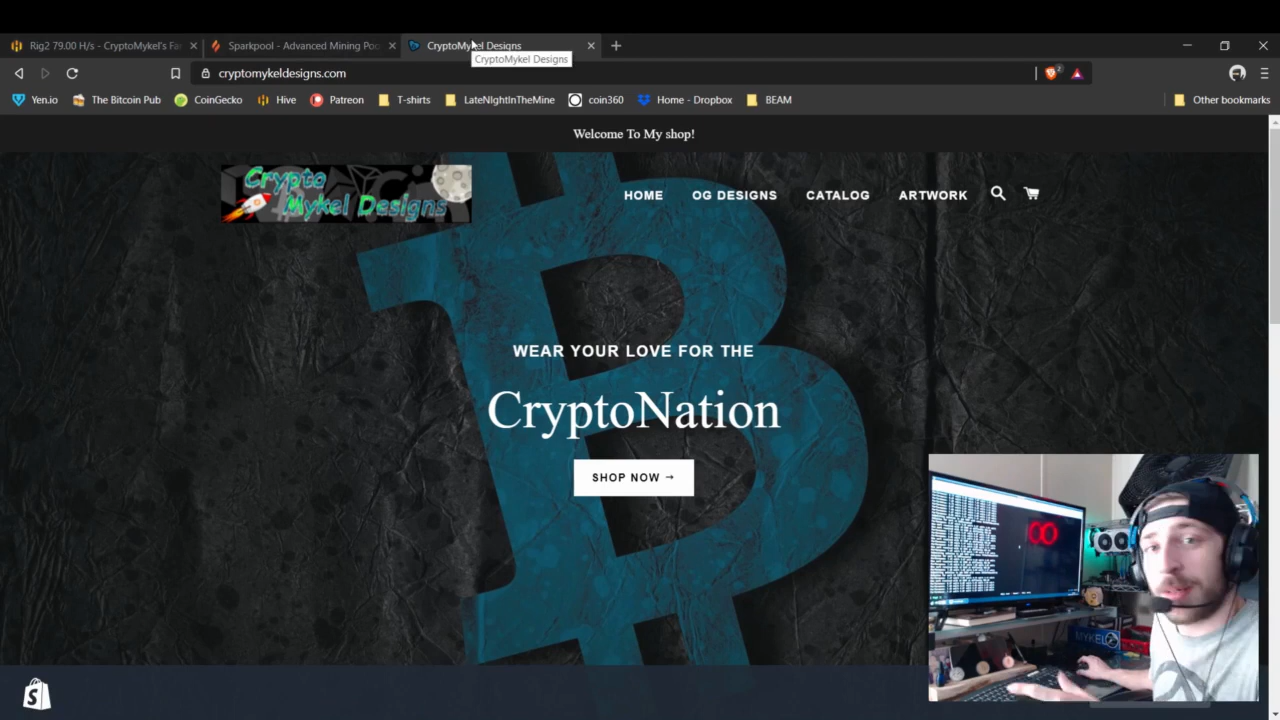 Rig2 79.00 H/s - CryptoMykel's Fa
Sparkpool - Advanced Mining Poo
CryptoMykel Designs
CryptoMykel Designs
cryptomykeldesigns.com
2
Yen.io
The Bitcoin Pub
CoinGecko
Hive
Patreon
T-shirts
LateNIghtInTheMine
coin360
Home - Dropbox
BEAM
Other bookmarks
Welcome To My shop!
Crypto
Mykel Designs
HOME
OG DESIGNS
CATALOG
ARTWORK
WEAR YOUR LOVE FOR THE
CryptoNation
SHOP NOW →
MYKEL